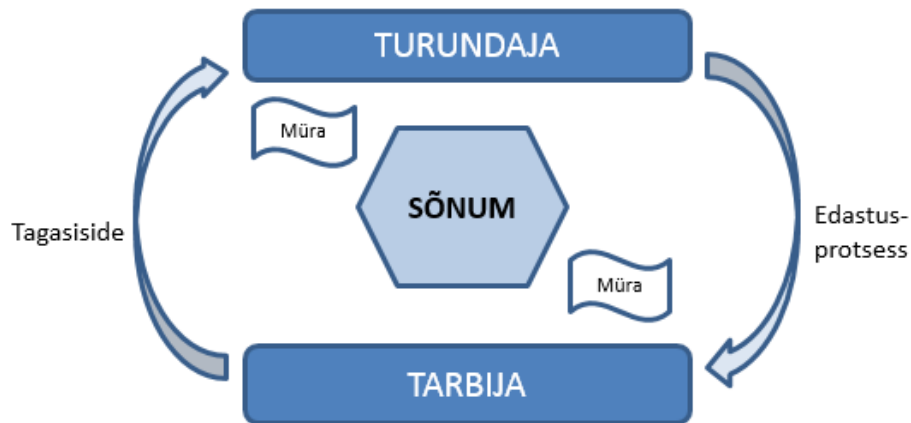 TURUNDAJA
Müra
SÕNUM
Tagasiside
Edastus-
protsess
Müra
TARBIJA